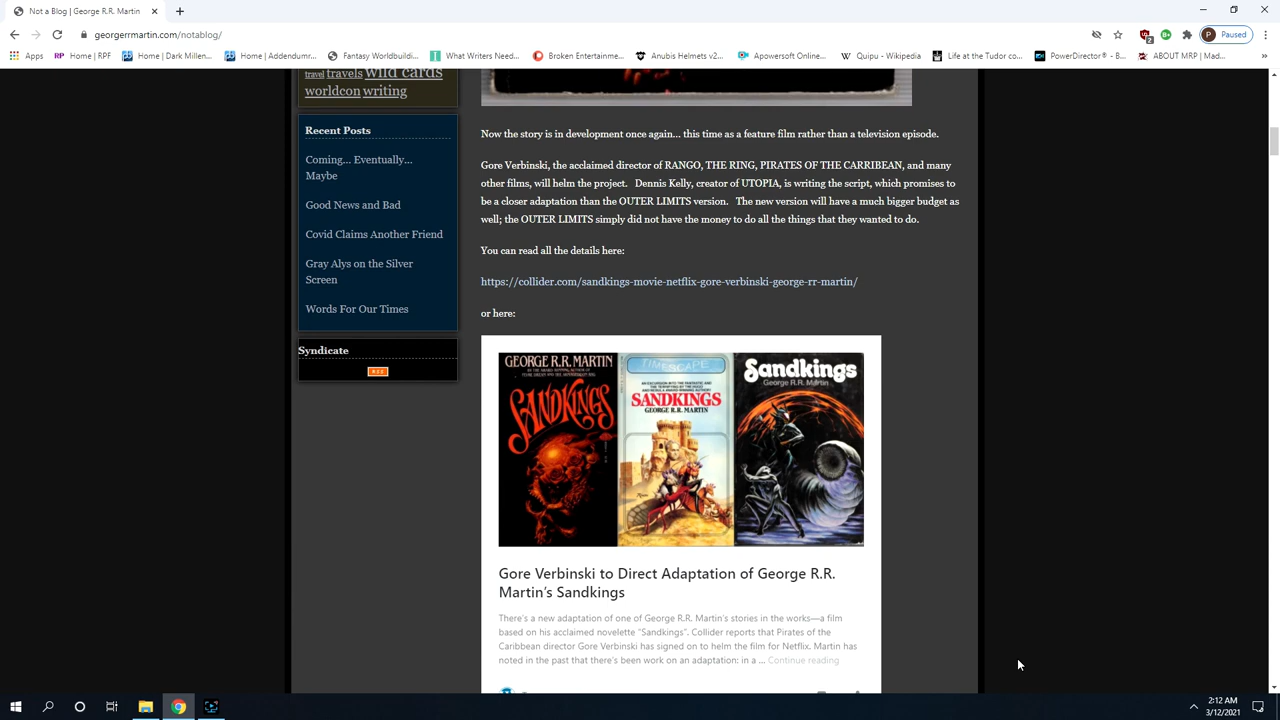 Not a Blog | George R.R. Martin
georgerrmartin.com/notablog/
Paused
Apps
Home | RPF
Home | Dark Millen...
Home | Addendumr...
Fantasy Worldbuildi...
What Writers Need...
Broken Entertainme...
Anubis Helmets v2...
Apowersoft Online...
Quipu - Wikipedia
Life at the Tudor co...
PowerDirector® - B...
ABOUT MRP | Mad...
travel travels wild cards
worldcon writing
Recent Posts
Coming... Eventually...
Maybe
Good News and Bad
Covid Claims Another Friend
Gray Alys on the Silver
Screen
Words For Our Times
Syndicate
RSS
Now the story is in development once again... this time as a feature film rather than a television episode.
Gore Verbinski, the acclaimed director of RANGO, THE RING, PIRATES OF THE CARRIBEAN, and many
other films, will helm the project. Dennis Kelly, creator of UTOPIA, is writing the script, which promises to
be a closer adaptation than the OUTER LIMITS version. The new version will have a much bigger budget as
well; the OUTER LIMITS simply did not have the money to do all the things that they wanted to do.
You can read all the details here:
https://collider.com/sandkings-movie-netflix-gore-verbinski-george-rr-martin/
or here:
GEORGE R.R. MARTIN
SANDKINGS
TIMESCAPE
SANDKINGS
GEORGE R.R. MARTIN
Sandkings
George R.R. Martin
Gore Verbinski to Direct Adaptation of George R.R.
Martin's Sandkings
There's a new adaptation of one of George R.R. Martin's stories in the works—a film
based on his acclaimed novelette "Sandkings". Collider reports that Pirates of the
Caribbean director Gore Verbinski has signed on to helm the film for Netflix. Martin has
noted in the past that there's been work on an adaptation: in a ... Continue reading
2:12 AM
3/12/2021